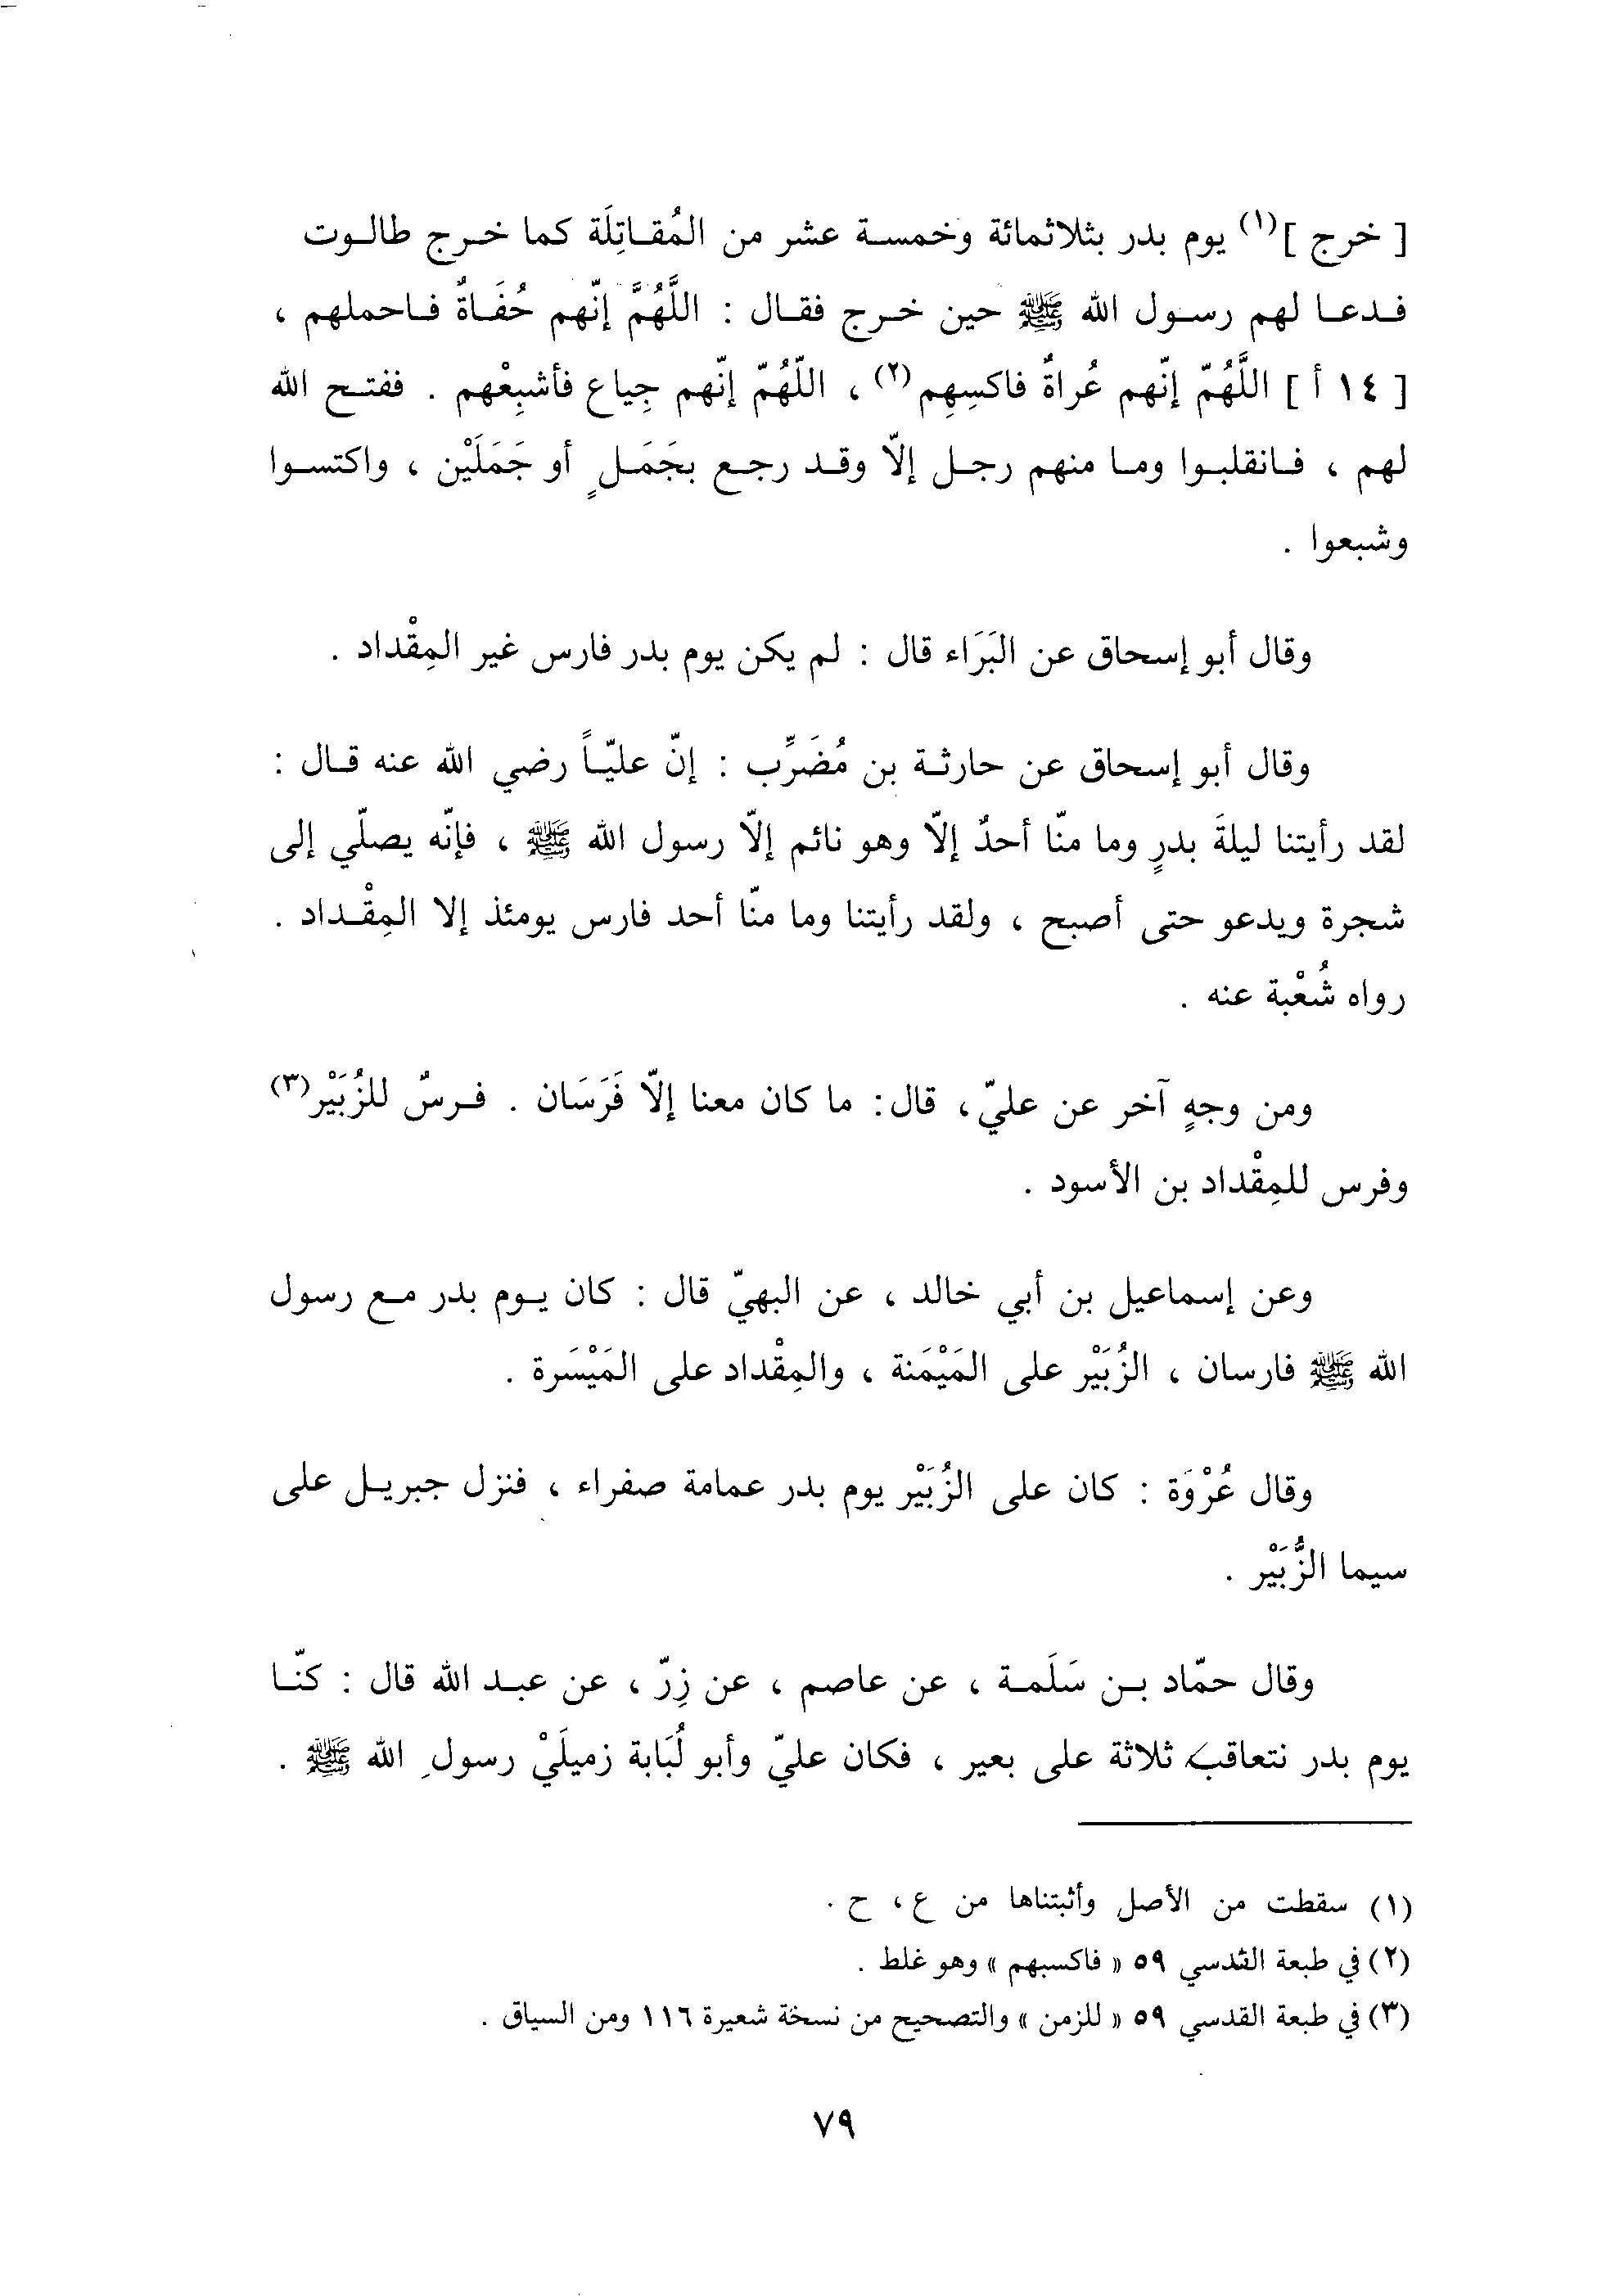 [ خرج ](١) يوم بدر بثلاثمائة وخمسة عشر من المُقاتِلَة كما خرج طالوت
فدعا لهم رسول الله ﷺ حين خرج فقال : اللَّهُمَّ إنّهم حُفَاةٌ فاحملهم ،
[ ١٤ أ ] اللَّهُمّ إنّهم عُراةٌ فاكسِهِم(٢) ، اللّهُمّ إنّهم جِياع فأشبِعْهم . ففتح الله
لهم ، فانقلبوا وما منهم رجل إلاّ وقد رجع بجَمَلٍ أو جَمَلَيْن ، واكتسوا
وشبعوا .
وقال أبو إسحاق عن البَرَاء قال : لم يكن يوم بدر فارس غير المِقْداد .
وقال أبو إسحاق عن حارثة بن مُضَرِّب : إنّ عليّاً رضي الله عنه قال :
لقد رأيتنا ليلةَ بدرٍ وما منّا أحدٌ إلاّ وهو نائم إلاّ رسول الله ﷺ ، فإنّه يصلّي إلى
شجرة ويدعو حتى أصبح ، ولقد رأيتنا وما منّا أحد فارس يومئذ إلا المِقْداد .
رواه شُعْبة عنه .
ومن وجهٍ آخر عن عليّ، قال: ما كان معنا إلاّ فَرَسَان . فرسٌ للزُبَيْر(٣)
وفرس للمِقْداد بن الأسود .
وعن إسماعيل بن أبي خالد ، عن البهيّ قال : كان يوم بدر مع رسول
الله ﷺ فارسان ، الزُبَيْر على المَيْمَنة ، والمِقْداد على المَيْسَرة .
وقال عُرْوَة : كان على الزُبَيْر يوم بدر عمامة صفراء ، فنزل جبريل على
سيما الزُّبَيْر .
وقال حمّاد بن سَلَمة ، عن عاصم ، عن زِرّ ، عن عبد الله قال : كنّا
يوم بدر نتعاقب ثلاثة على بعير ، فكان عليّ وأبو لُبَابة زميلَيْ رسولِ الله ﷺ .
(١) سقطت من الأصل وأثبتناها من ع ، ح .
(٢) في طبعة القدسي ٥٩ « فاكسبهم » وهو غلط .
(٣) في طبعة القدسي ٥٩ « للزمن » والتصحيح من نسخة شعيرة ١١٦ ومن السياق .
٧٩